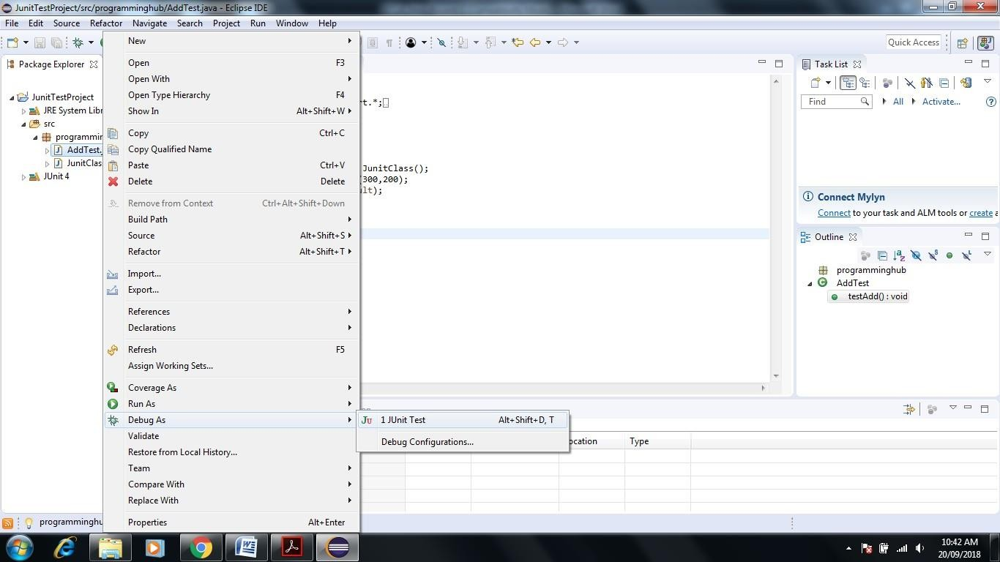 JunitTestProject/src/programminghub/AddTest.java - Eclipse IDE
File Edit Source Refactor Navigate Search Project Run Window Help
Quick Access
Package Explorer
JunitTestProject
JRE System Libr
src
programmin
AddTest.
JunitClas
JUnit 4
New
Open F3
Open With
Open Type Hierarchy F4
Show In Alt+Shift+W
Copy Ctrl+C
Copy Qualified Name
Paste Ctrl+V
Delete Delete
Remove from Context Ctrl+Alt+Shift+Down
Build Path
Source Alt+Shift+S
Refactor Alt+Shift+T
Import...
Export...
References
Declarations
Refresh F5
Assign Working Sets...
Coverage As
Run As
Debug As
Validate
Restore from Local History...
Team
Compare With
Replace With
Properties Alt+Enter
1 JUnit Test Alt+Shift+D, T
Debug Configurations...
rt.*;
JunitClass();
(300,200);
ult);
ocation Type
Task List
Find All Activate...
Connect Mylyn
Connect to your task and ALM tools or create a
Outline
programminghub
AddTest
testAdd() : void
programminghu
10:42 AM
20/09/2018